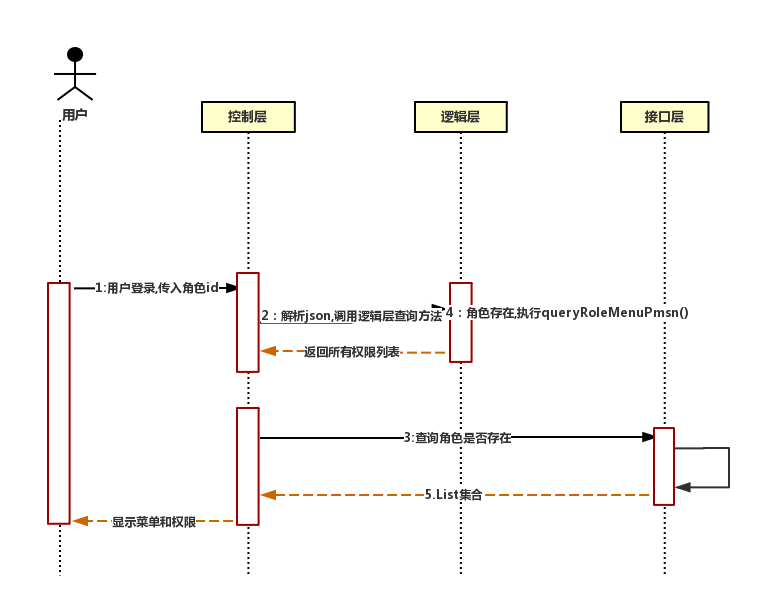 用户
控制层
逻辑层
接口层
1:用户登录,传入角色id
2：解析json,调用逻辑层查询方法
4：角色存在,执行queryRoleMenuPmsn()
返回所有权限列表
3:查询角色是否存在
5.List集合
显示菜单和权限